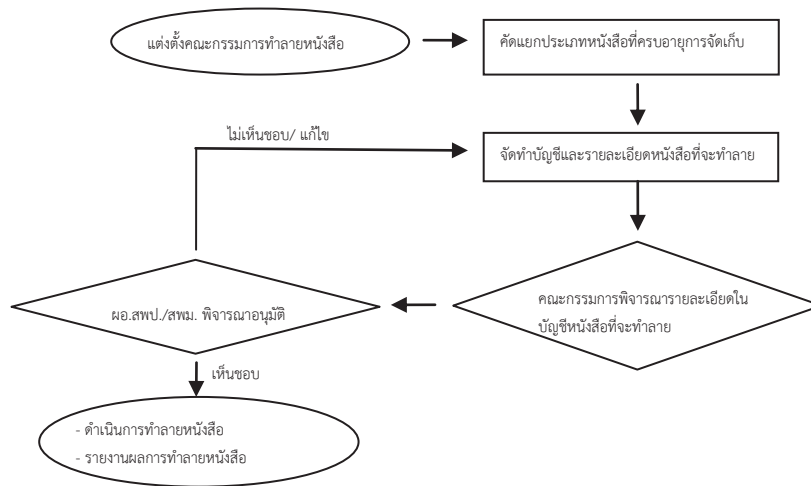 แต่งตั้งคณะกรรมการทำลายหนังสือ
คัดแยกประเภทหนังสือที่ครบอายุการจัดเก็บ
ไม่เห็นชอบ/ แก้ไข
จัดทำบัญชีและรายละเอียดหนังสือที่จะทำลาย
คณะกรรมการพิจารณารายละเอียดใน
บัญชีหนังสือที่จะทำลาย
ผอ.สพป./สพม. พิจารณาอนุมัติ
เห็นชอบ
- ดำเนินการทำลายหนังสือ
- รายงานผลการทำลายหนังสือ